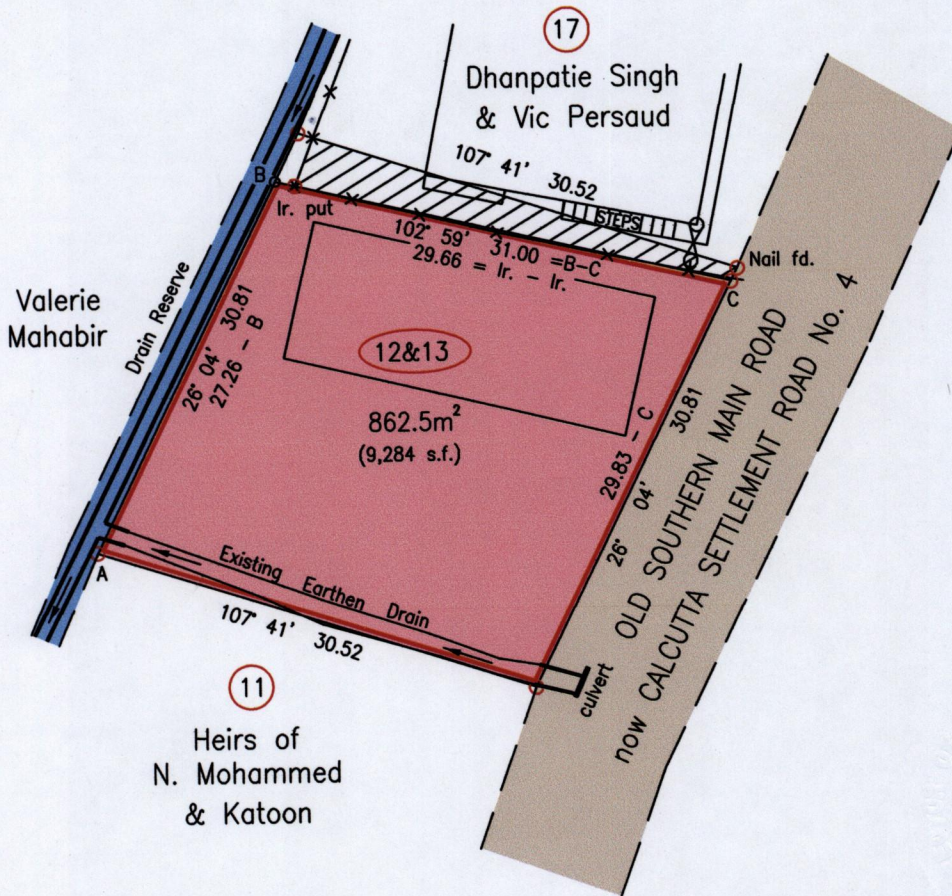 17
Dhanpatie Singh
& Vic Persaud
107° 41' 30.52
STEPS
B
Ir. put
102° 59' 31.00 =B-C
29.66 = Ir. - Ir.
Nail fd.
C
Valerie
Mahabir
Drain Reserve
26° 04' 30.81
27.26 - B
12&13
862.5m²
(9,284 s.f.)
29.83 - C
26° 04' 30.81
OLD SOUTHERN MAIN ROAD
now CALCUTTA SETTLEMENT ROAD No. 4
A
Existing Earthen Drain
107° 41' 30.52
culvert
11
Heirs of
N. Mohammed
& Katoon